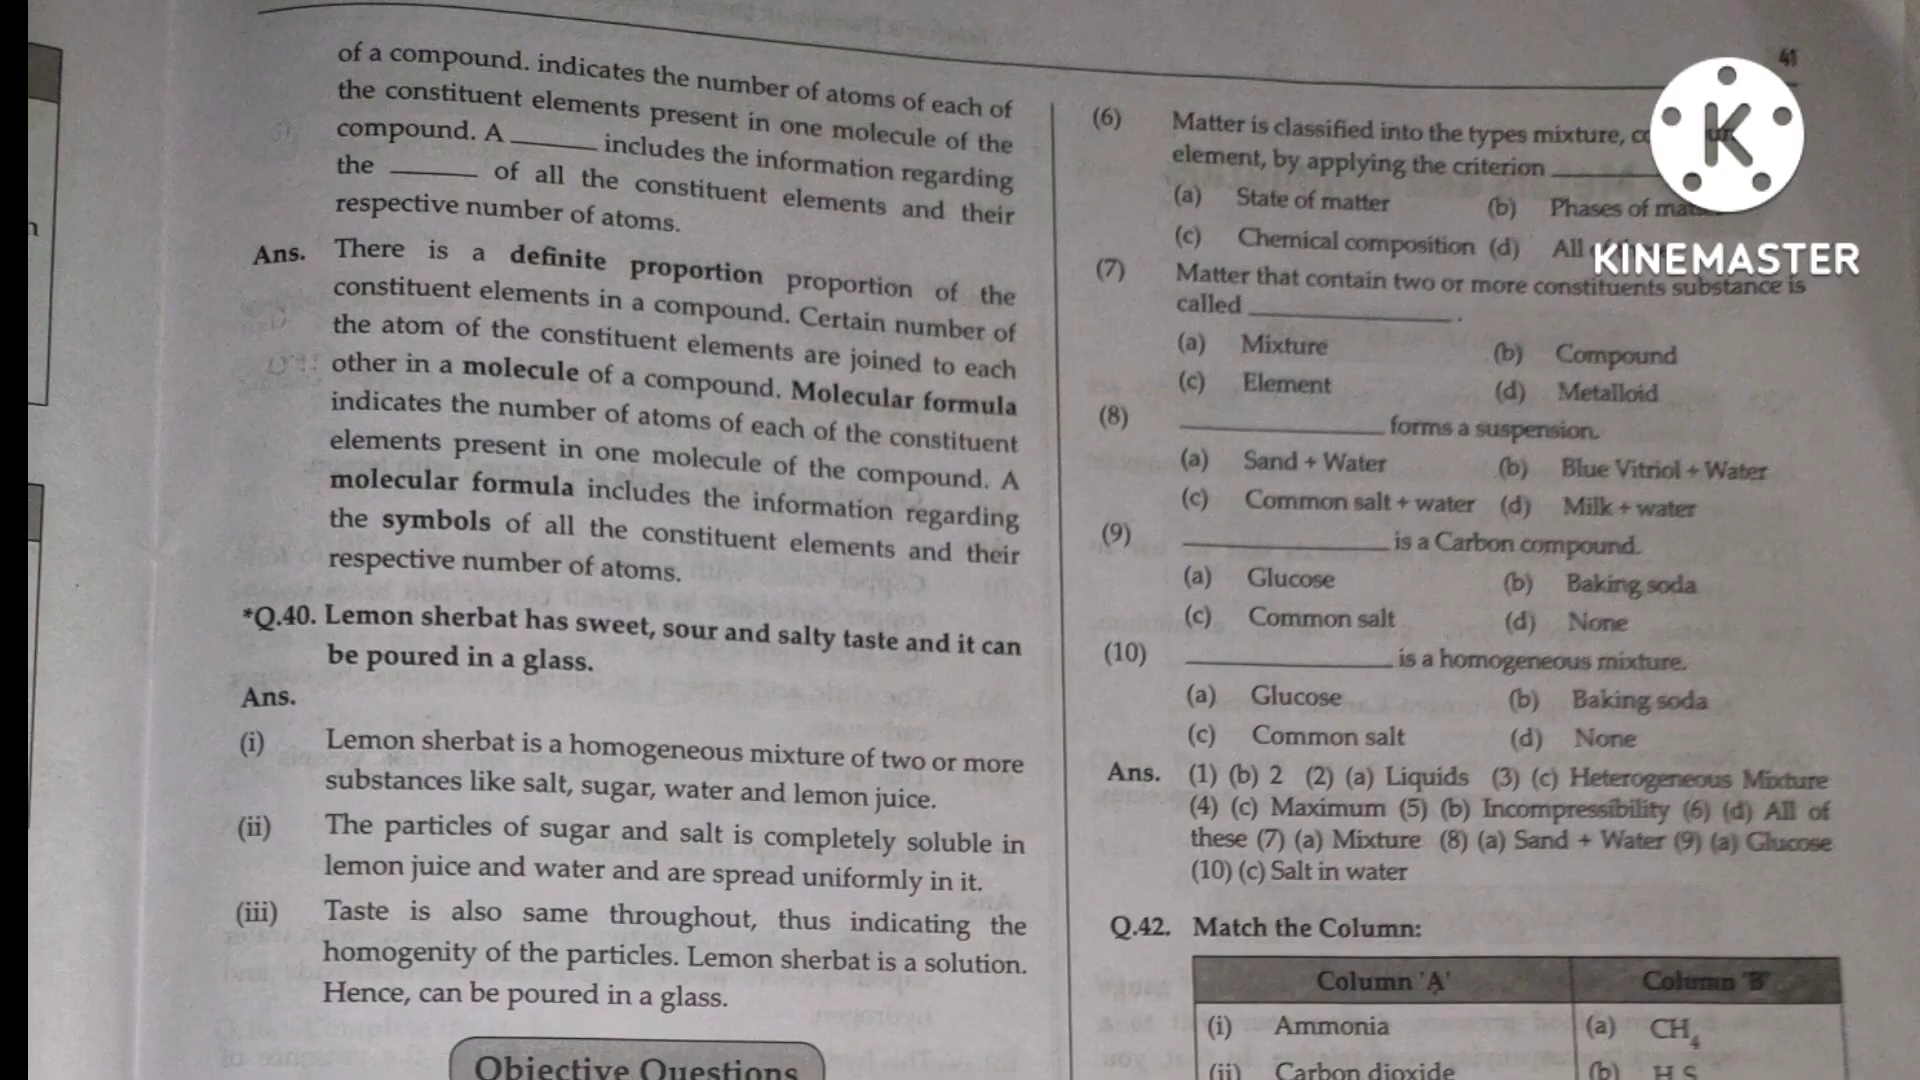 of a compound. indicates the number of atoms of each of
the constituent elements present in one molecule of the
compound. A ______ includes the information regarding
the ______ of all the constituent elements and their
respective number of atoms.
Ans. There is a definite proportion proportion of the
constituent elements in a compound. Certain number of
the atom of the constituent elements are joined to each
other in a molecule of a compound. Molecular formula
indicates the number of atoms of each of the constituent
elements present in one molecule of the compound. A
molecular formula includes the information regarding
the symbols of all the constituent elements and their
respective number of atoms.
*Q.40. Lemon sherbat has sweet, sour and salty taste and it can
be poured in a glass.
Ans.
(i) Lemon sherbat is a homogeneous mixture of two or more
substances like salt, sugar, water and lemon juice.
(ii) The particles of sugar and salt is completely soluble in
lemon juice and water and are spread uniformly in it.
(iii) Taste is also same throughout, thus indicating the
homogenity of the particles. Lemon sherbat is a solution.
Hence, can be poured in a glass.
Objective Questions
41
(6) Matter is classified into the types mixture,
element, by applying the criterion ______
(a) State of matter (b) Phases of
(c) Chemical composition (d) All
(7) Matter that contain two or more constituents substance is
called ______ .
(a) Mixture (b) Compound
(c) Element (d) Metalloid
(8) ______ forms a suspension.
(a) Sand + Water (b) Blue Vitriol + Water
(c) Common salt + water (d) Milk + water
(9) ______ is a Carbon compound.
(a) Glucose (b) Baking soda
(c) Common salt (d) None
(10) ______ is a homogeneous mixture.
(a) Glucose (b) Baking soda
(c) Common salt (d) None
Ans. (1) (b) 2 (2) (a) Liquids (3) (c) Heterogeneous Mixture
(4) (c) Maximum (5) (b) Incompressibility (6) (d) All of
these (7) (a) Mixture (8) (a) Sand + Water (9) (a) Glucose
(10) (c) Salt in water
Q.42. Match the Column:
Column 'A' Column 'B'
(i) Ammonia (a) CH4
(ii) Carbon dioxide (b) H S
K
KINEMASTER